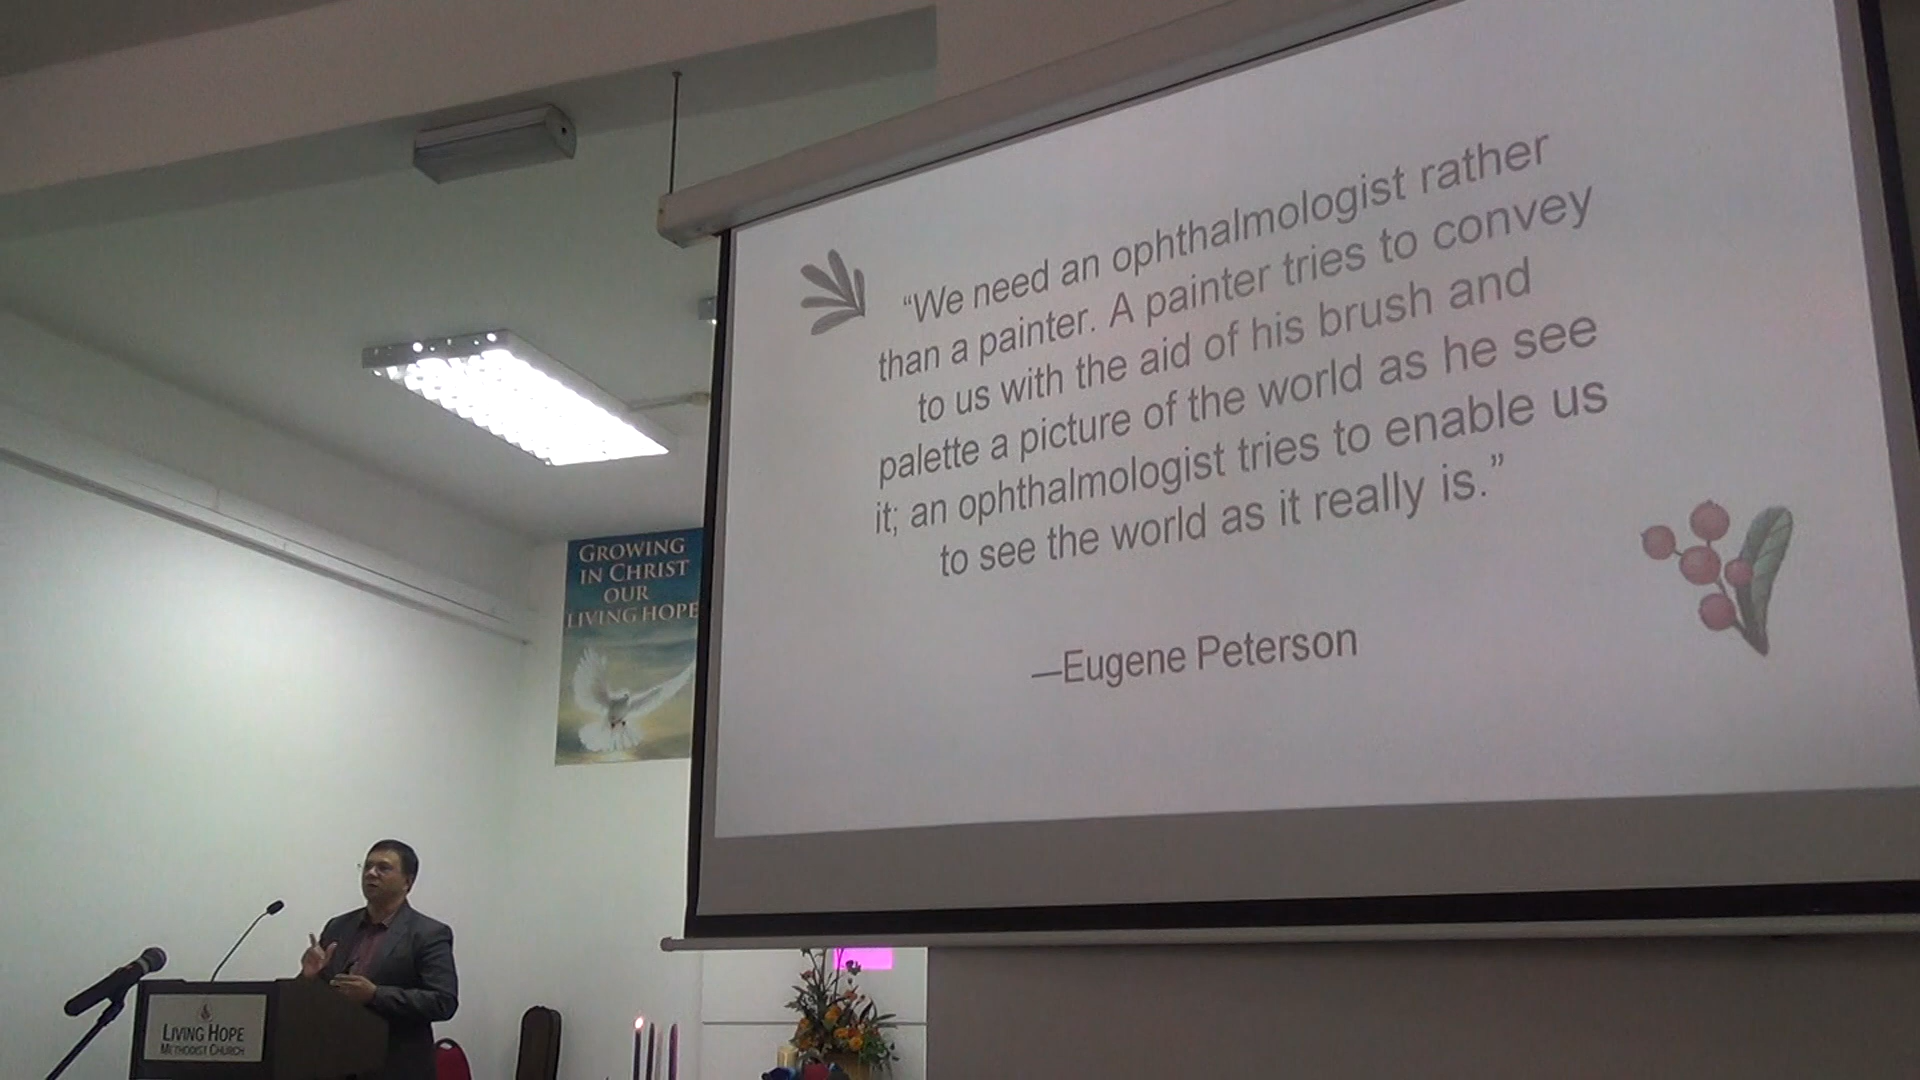 “We need an ophthalmologist rather
than a painter. A painter tries to convey
to us with the aid of his brush and
palette a picture of the world as he see
it; an ophthalmologist tries to enable us
to see the world as it really is.”
—Eugene Peterson
GROWING
IN CHRIST
OUR
LIVING HOPE
LIVING HOPE
METHODIST CHURCH